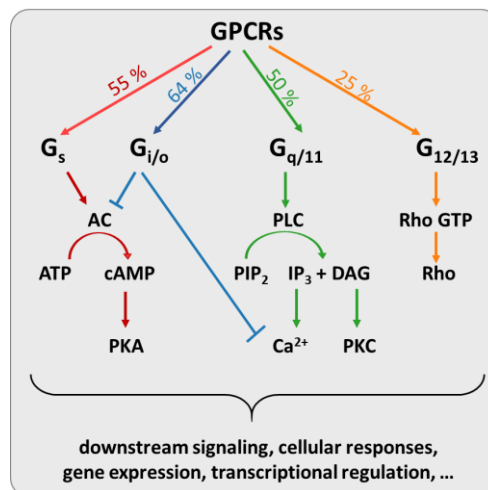 GPCRs
55 % 64 % 50 % 25 %
Gₛ Gᵢ/ₒ G_q/11 G₁₂/₁₃
AC PLC Rho GTP
ATP cAMP PIP₂ IP₃ + DAG Rho
PKA Ca²⁺ PKC
downstream signaling, cellular responses,
gene expression, transcriptional regulation, ...